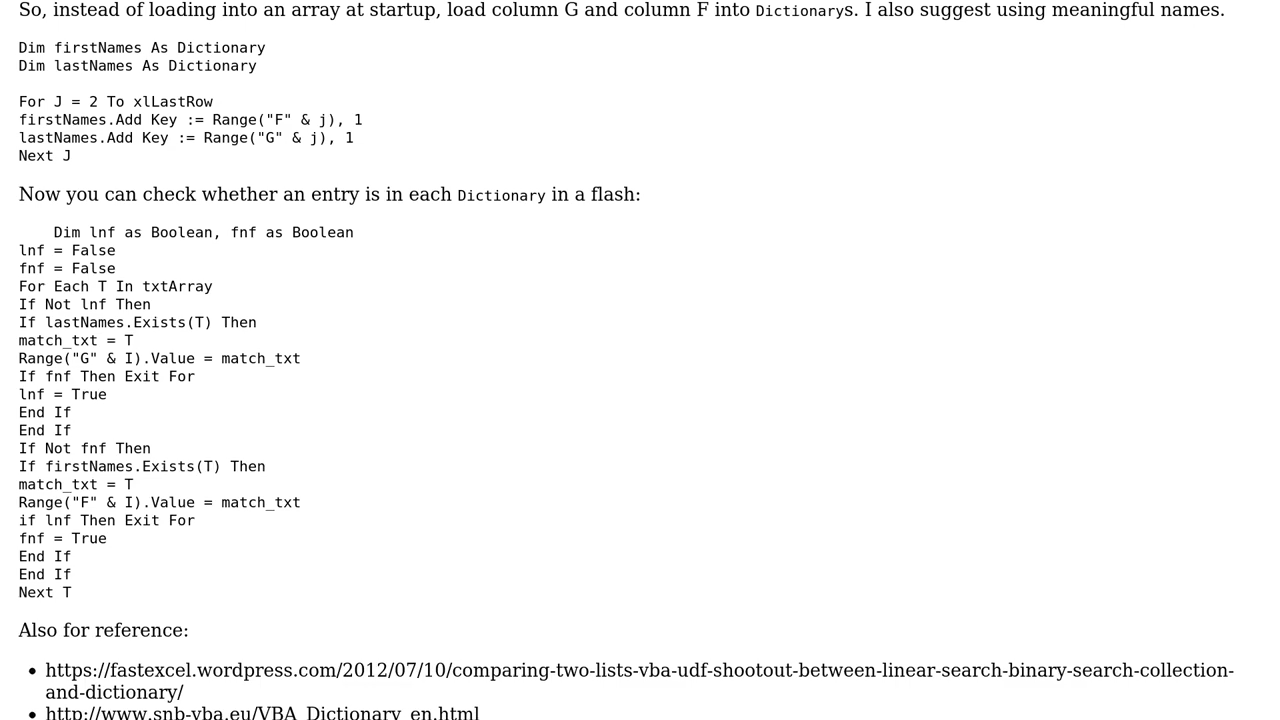 So, instead of loading into an array at startup, load column G and column F into Dictionarys. I also suggest using meaningful names.
Dim firstNames As Dictionary
Dim lastNames As Dictionary
For J = 2 To xlLastRow
firstNames.Add Key := Range("F" & j), 1
lastNames.Add Key := Range("G" & j), 1
Next J
Now you can check whether an entry is in each Dictionary in a flash:
Dim lnf as Boolean, fnf as Boolean
lnf = False
fnf = False
For Each T In txtArray
If Not lnf Then
If lastNames.Exists(T) Then
match_txt = T
Range("G" & I).Value = match_txt
If fnf Then Exit For
lnf = True
End If
End If
If Not fnf Then
If firstNames.Exists(T) Then
match_txt = T
Range("F" & I).Value = match_txt
if lnf Then Exit For
fnf = True
End If
End If
Next T
Also for reference:
• https://fastexcel.wordpress.com/2012/07/10/comparing-two-lists-vba-udf-shootout-between-linear-search-binary-search-collection-
and-dictionary/
• http://www.snb-vba.eu/VBA_Dictionary_en.html